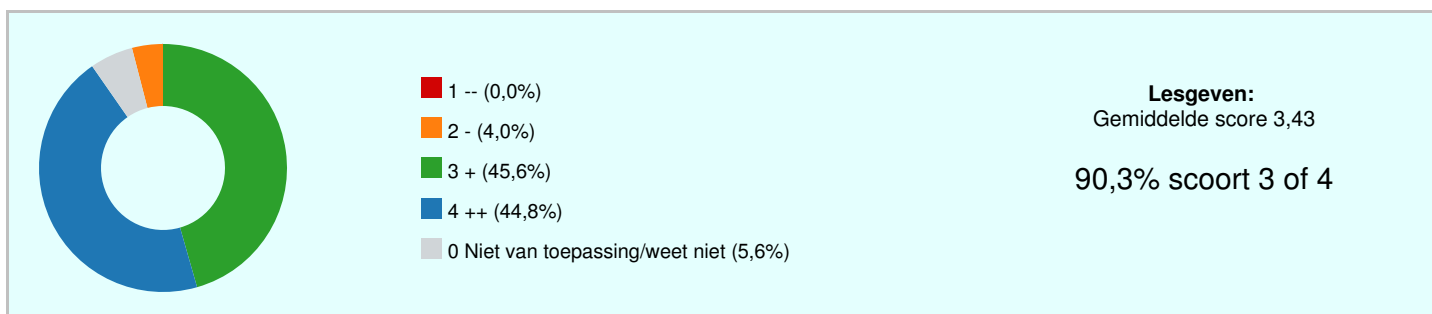 1 -- (0,0%)
2 - (4,0%)
3 + (45,6%)
4 ++ (44,8%)
0 Niet van toepassing/weet niet (5,6%)
Lesgeven:
Gemiddelde score 3,43
90,3% scoort 3 of 4